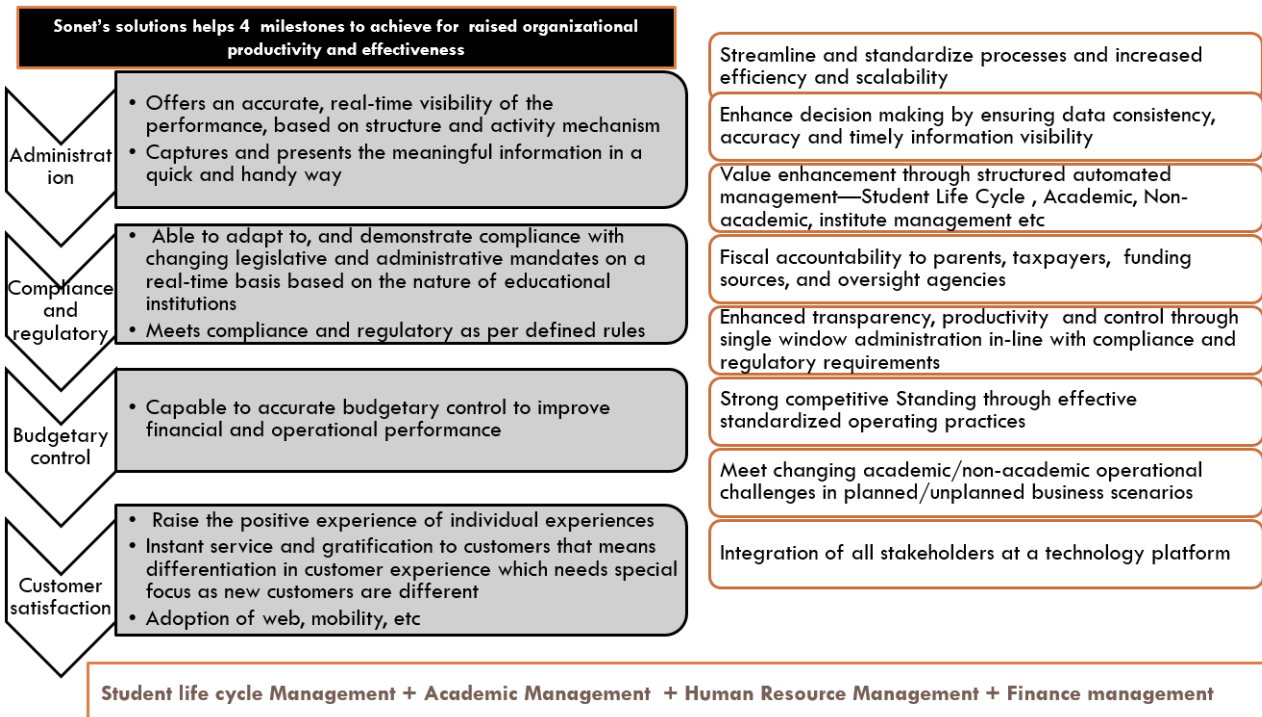 Sonet's solutions helps 4 milestones to achieve for raised organizational
productivity and effectiveness
Administrat
ion
• Offers an accurate, real-time visibility of the
performance, based on structure and activity mechanism
• Captures and presents the meaningful information in a
quick and handy way
Compliance
and
regulatory
• Able to adapt to, and demonstrate compliance with
changing legislative and administrative mandates on a
real-time basis based on the nature of educational
institutions
• Meets compliance and regulatory as per defined rules
Budgetary
control
• Capable to accurate budgetary control to improve
financial and operational performance
Customer
satisfaction
• Raise the positive experience of individual experiences
• Instant service and gratification to customers that means
differentiation in customer experience which needs special
focus as new customers are different
• Adoption of web, mobility, etc
Streamline and standardize processes and increased
efficiency and scalability
Enhance decision making by ensuring data consistency,
accuracy and timely information visibility
Value enhancement through structured automated
management—Student Life Cycle , Academic, Non-
academic, institute management etc
Fiscal accountability to parents, taxpayers, funding
sources, and oversight agencies
Enhanced transparency, productivity and control through
single window administration in-line with compliance and
regulatory requirements
Strong competitive Standing through effective
standardized operating practices
Meet changing academic/non-academic operational
challenges in planned/unplanned business scenarios
Integration of all stakeholders at a technology platform
Student life cycle Management + Academic Management + Human Resource Management + Finance management